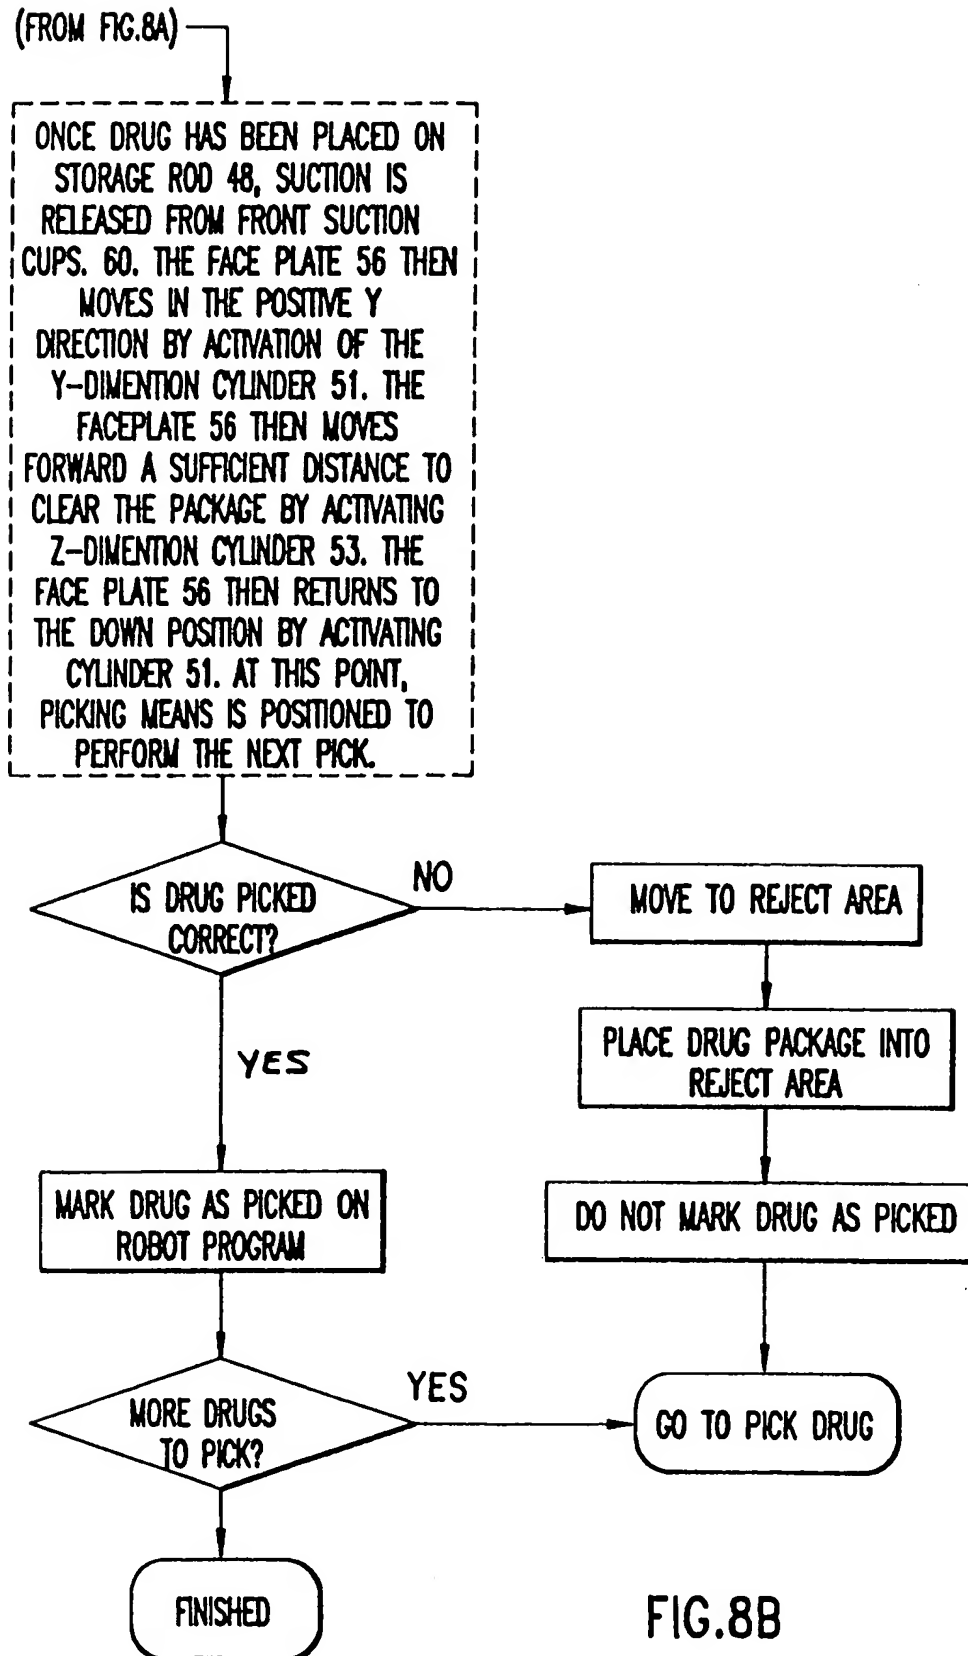 (FROM FIG.8A)
ONCE DRUG HAS BEEN PLACED ON
STORAGE ROD 48, SUCTION IS
RELEASED FROM FRONT SUCTION
CUPS. 60. THE FACE PLATE 56 THEN
MOVES IN THE POSITIVE Y
DIRECTION BY ACTIVATION OF THE
Y-DIMENTION CYLINDER 51. THE
FACEPLATE 56 THEN MOVES
FORWARD A SUFFICIENT DISTANCE TO
CLEAR THE PACKAGE BY ACTIVATING
Z-DIMENTION CYLINDER 53. THE
FACE PLATE 56 THEN RETURNS TO
THE DOWN POSITION BY ACTIVATING
CYLINDER 51. AT THIS POINT,
PICKING MEANS IS POSITIONED TO
PERFORM THE NEXT PICK.
IS DRUG PICKED
CORRECT?
NO
MOVE TO REJECT AREA
PLACE DRUG PACKAGE INTO
REJECT AREA
DO NOT MARK DRUG AS PICKED
YES
MARK DRUG AS PICKED ON
ROBOT PROGRAM
MORE DRUGS
TO PICK?
YES
GO TO PICK DRUG
FINISHED
FIG.8B